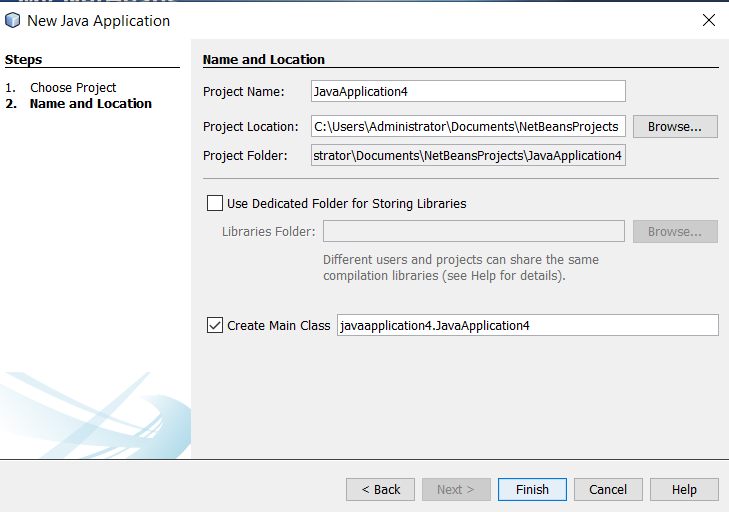 New Java Application
Steps
1. Choose Project
2. Name and Location
Name and Location
Project Name: JavaApplication4
Project Location: C:\Users\Administrator\Documents\NetBeansProjects Browse...
Project Folder: strator\Documents\NetBeansProjects\JavaApplication4
Use Dedicated Folder for Storing Libraries
Libraries Folder: Browse...
Different users and projects can share the same
compilation libraries (see Help for details).
Create Main Class javaapplication4.JavaApplication4
< Back Next > Finish Cancel Help